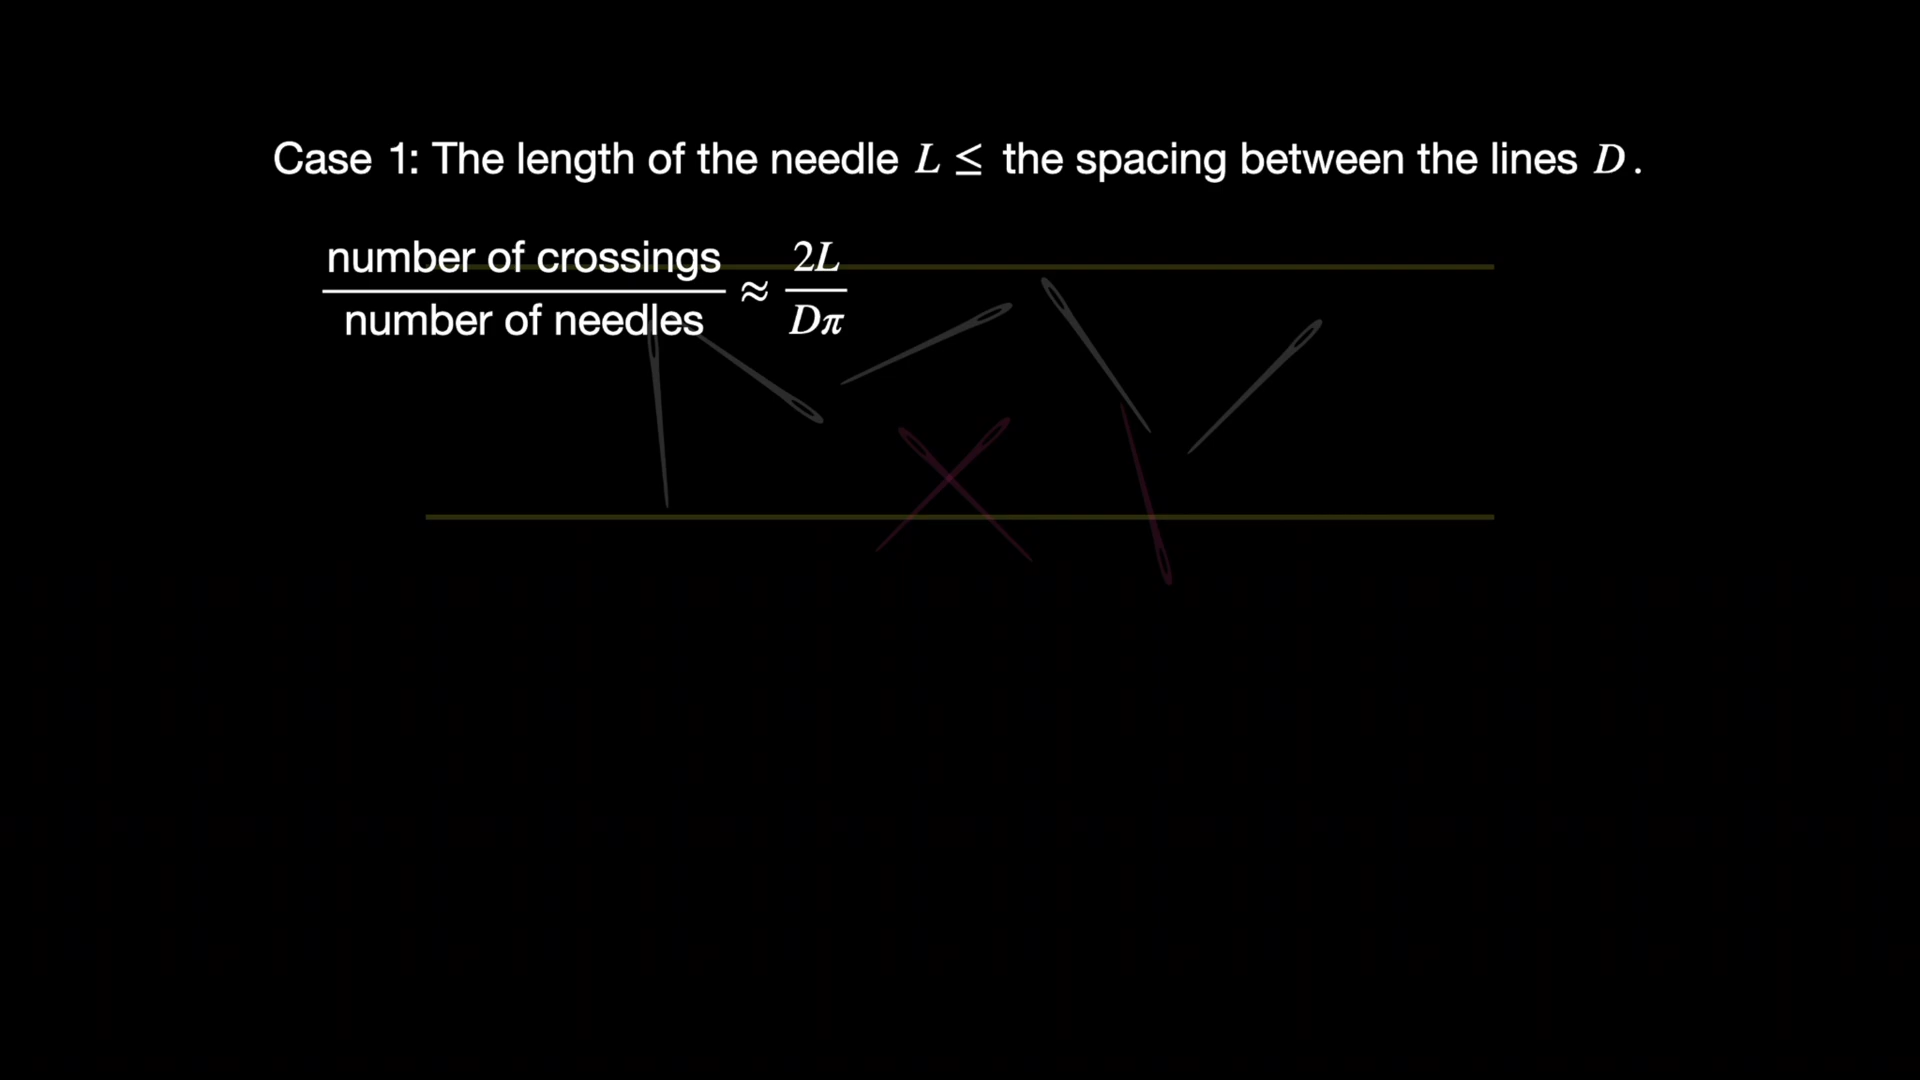 Case 1: The length of the needle L ≤ the spacing between the lines D.
number of crossings / number of needles ≈ 2L / Dπ